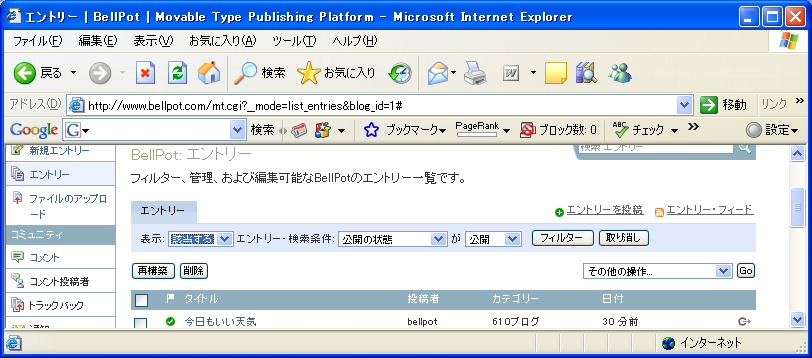 エントリー | BellPot | Movable Type Publishing Platform - Microsoft Internet Explorer
ファイル(F) 編集(E) 表示(V) お気に入り(A) ツール(T) ヘルプ(H)
戻る 検索 お気に入り
アドレス(D) http://www.bellpot.com/mt.cgi?__mode=list_entries&blog_id=1# 移動 リンク »
Google G 検索 ブックマーク PageRank ブロック数: 0 ABC チェック » 設定
新規エントリー
BellPot: エントリー
検索 エントリー
エントリー
フィルター、管理、および編集可能なBellPotのエントリー一覧です。
ファイルのアップロ
ード
エントリー
エントリーを投稿 エントリー・フィード
コミュニティ
表示: 該当する エントリー・検索条件: 公開の状態 が 公開 フィルター 取り消し
コメント
コメント投稿者
再構築 削除 その他の操作... Go
トラックバック
タイトル 投稿者 カテゴリー 日付
今日もいい天気 bellpot 610ブログ 30 分前
インターネット